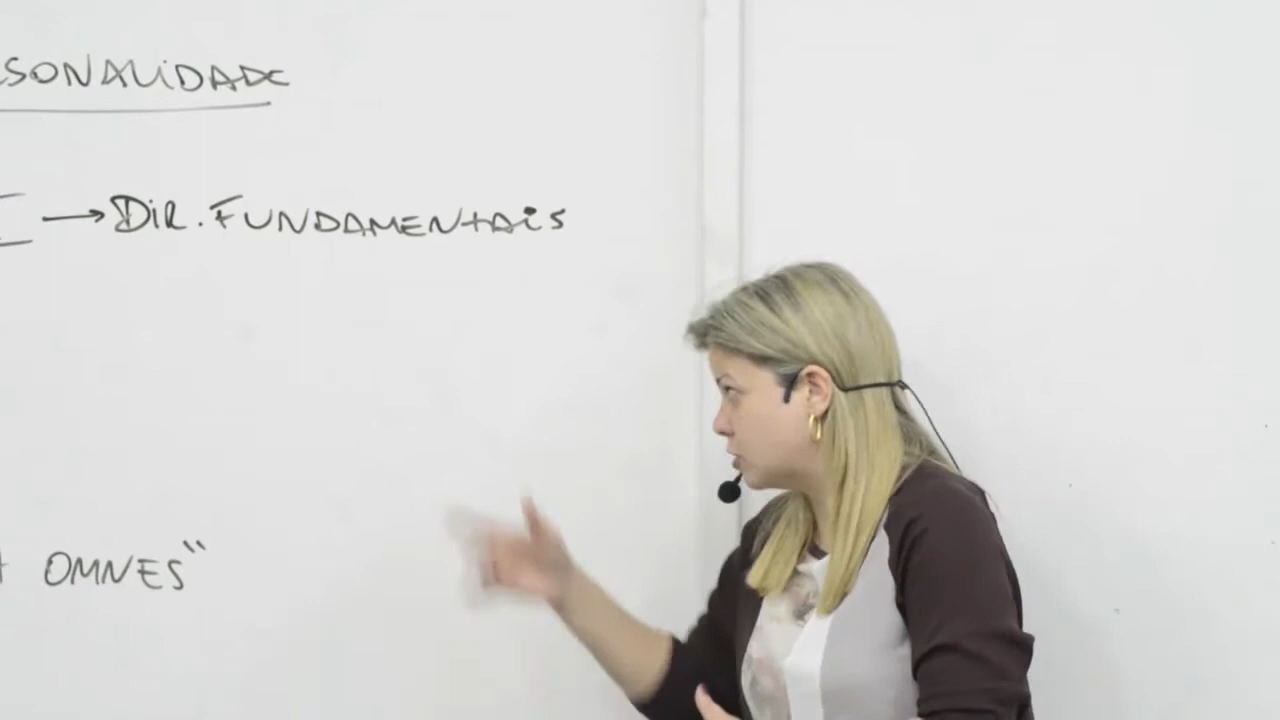 SONALIDADE
I → DIR. FUNDAMENTAIS
OMNES"